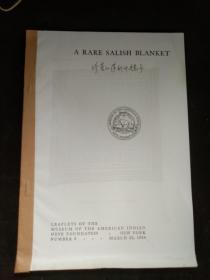 A RARE SALISH BLANKET
LEAFLETS OF THE
MUSEUM OF THE AMERICAN INDIAN
HEYE FOUNDATION . NEW YORK
NUMBER 5 . . . MARCH 25, 1926